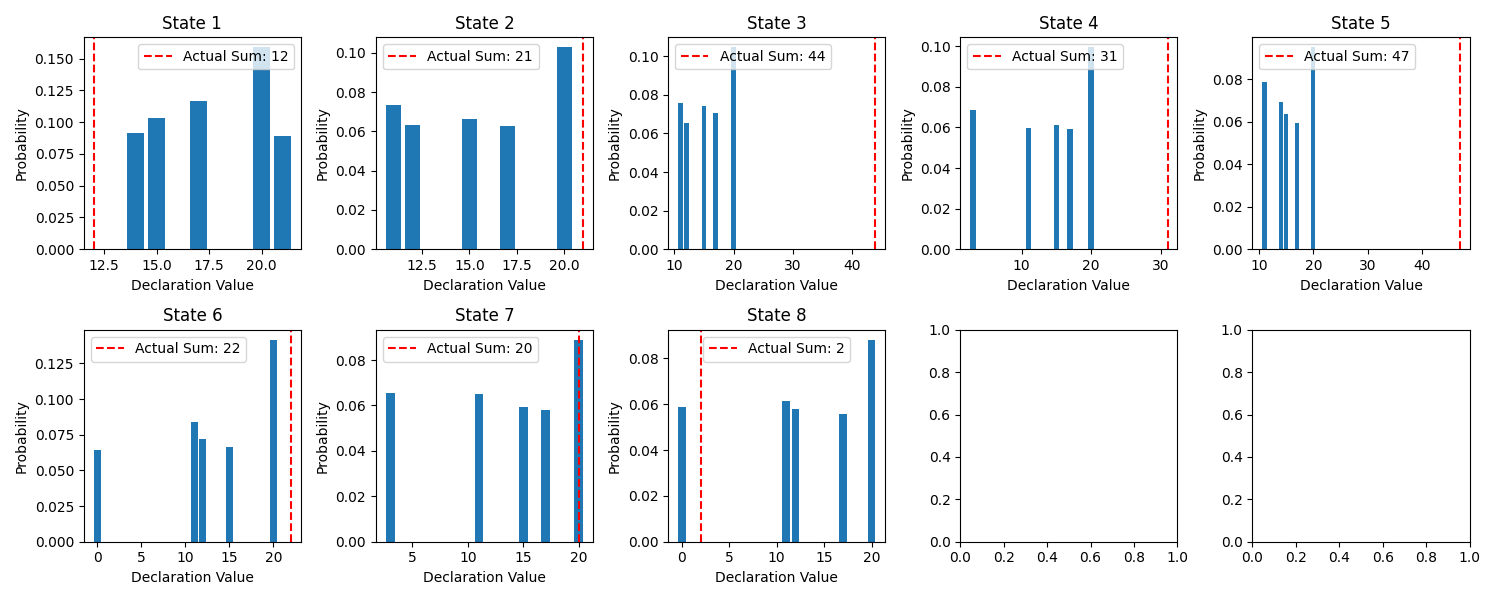 State 1
Actual Sum: 12
Probability
0.150
0.125
0.100
0.075
0.050
0.025
0.000
12.5 15.0 17.5 20.0
Declaration Value
State 2
Actual Sum: 21
Probability
0.10
0.08
0.06
0.04
0.02
0.00
12.5 15.0 17.5 20.0
Declaration Value
State 3
Actual Sum: 44
Probability
0.10
0.08
0.06
0.04
0.02
0.00
10 20 30 40
Declaration Value
State 4
Actual Sum: 31
Probability
0.10
0.08
0.06
0.04
0.02
0.00
10 20 30
Declaration Value
State 5
Actual Sum: 47
Probability
0.08
0.06
0.04
0.02
0.00
10 20 30 40
Declaration Value
State 6
Actual Sum: 22
Probability
0.125
0.100
0.075
0.050
0.025
0.000
0 5 10 15 20
Declaration Value
State 7
Actual Sum: 20
Probability
0.08
0.06
0.04
0.02
0.00
5 10 15 20
Declaration Value
State 8
Actual Sum: 2
Probability
0.08
0.06
0.04
0.02
0.00
0 5 10 15 20
Declaration Value
1.0
0.8
0.6
0.4
0.2
0.0
0.0 0.2 0.4 0.6 0.8 1.0
1.0
0.8
0.6
0.4
0.2
0.0
0.0 0.2 0.4 0.6 0.8 1.0